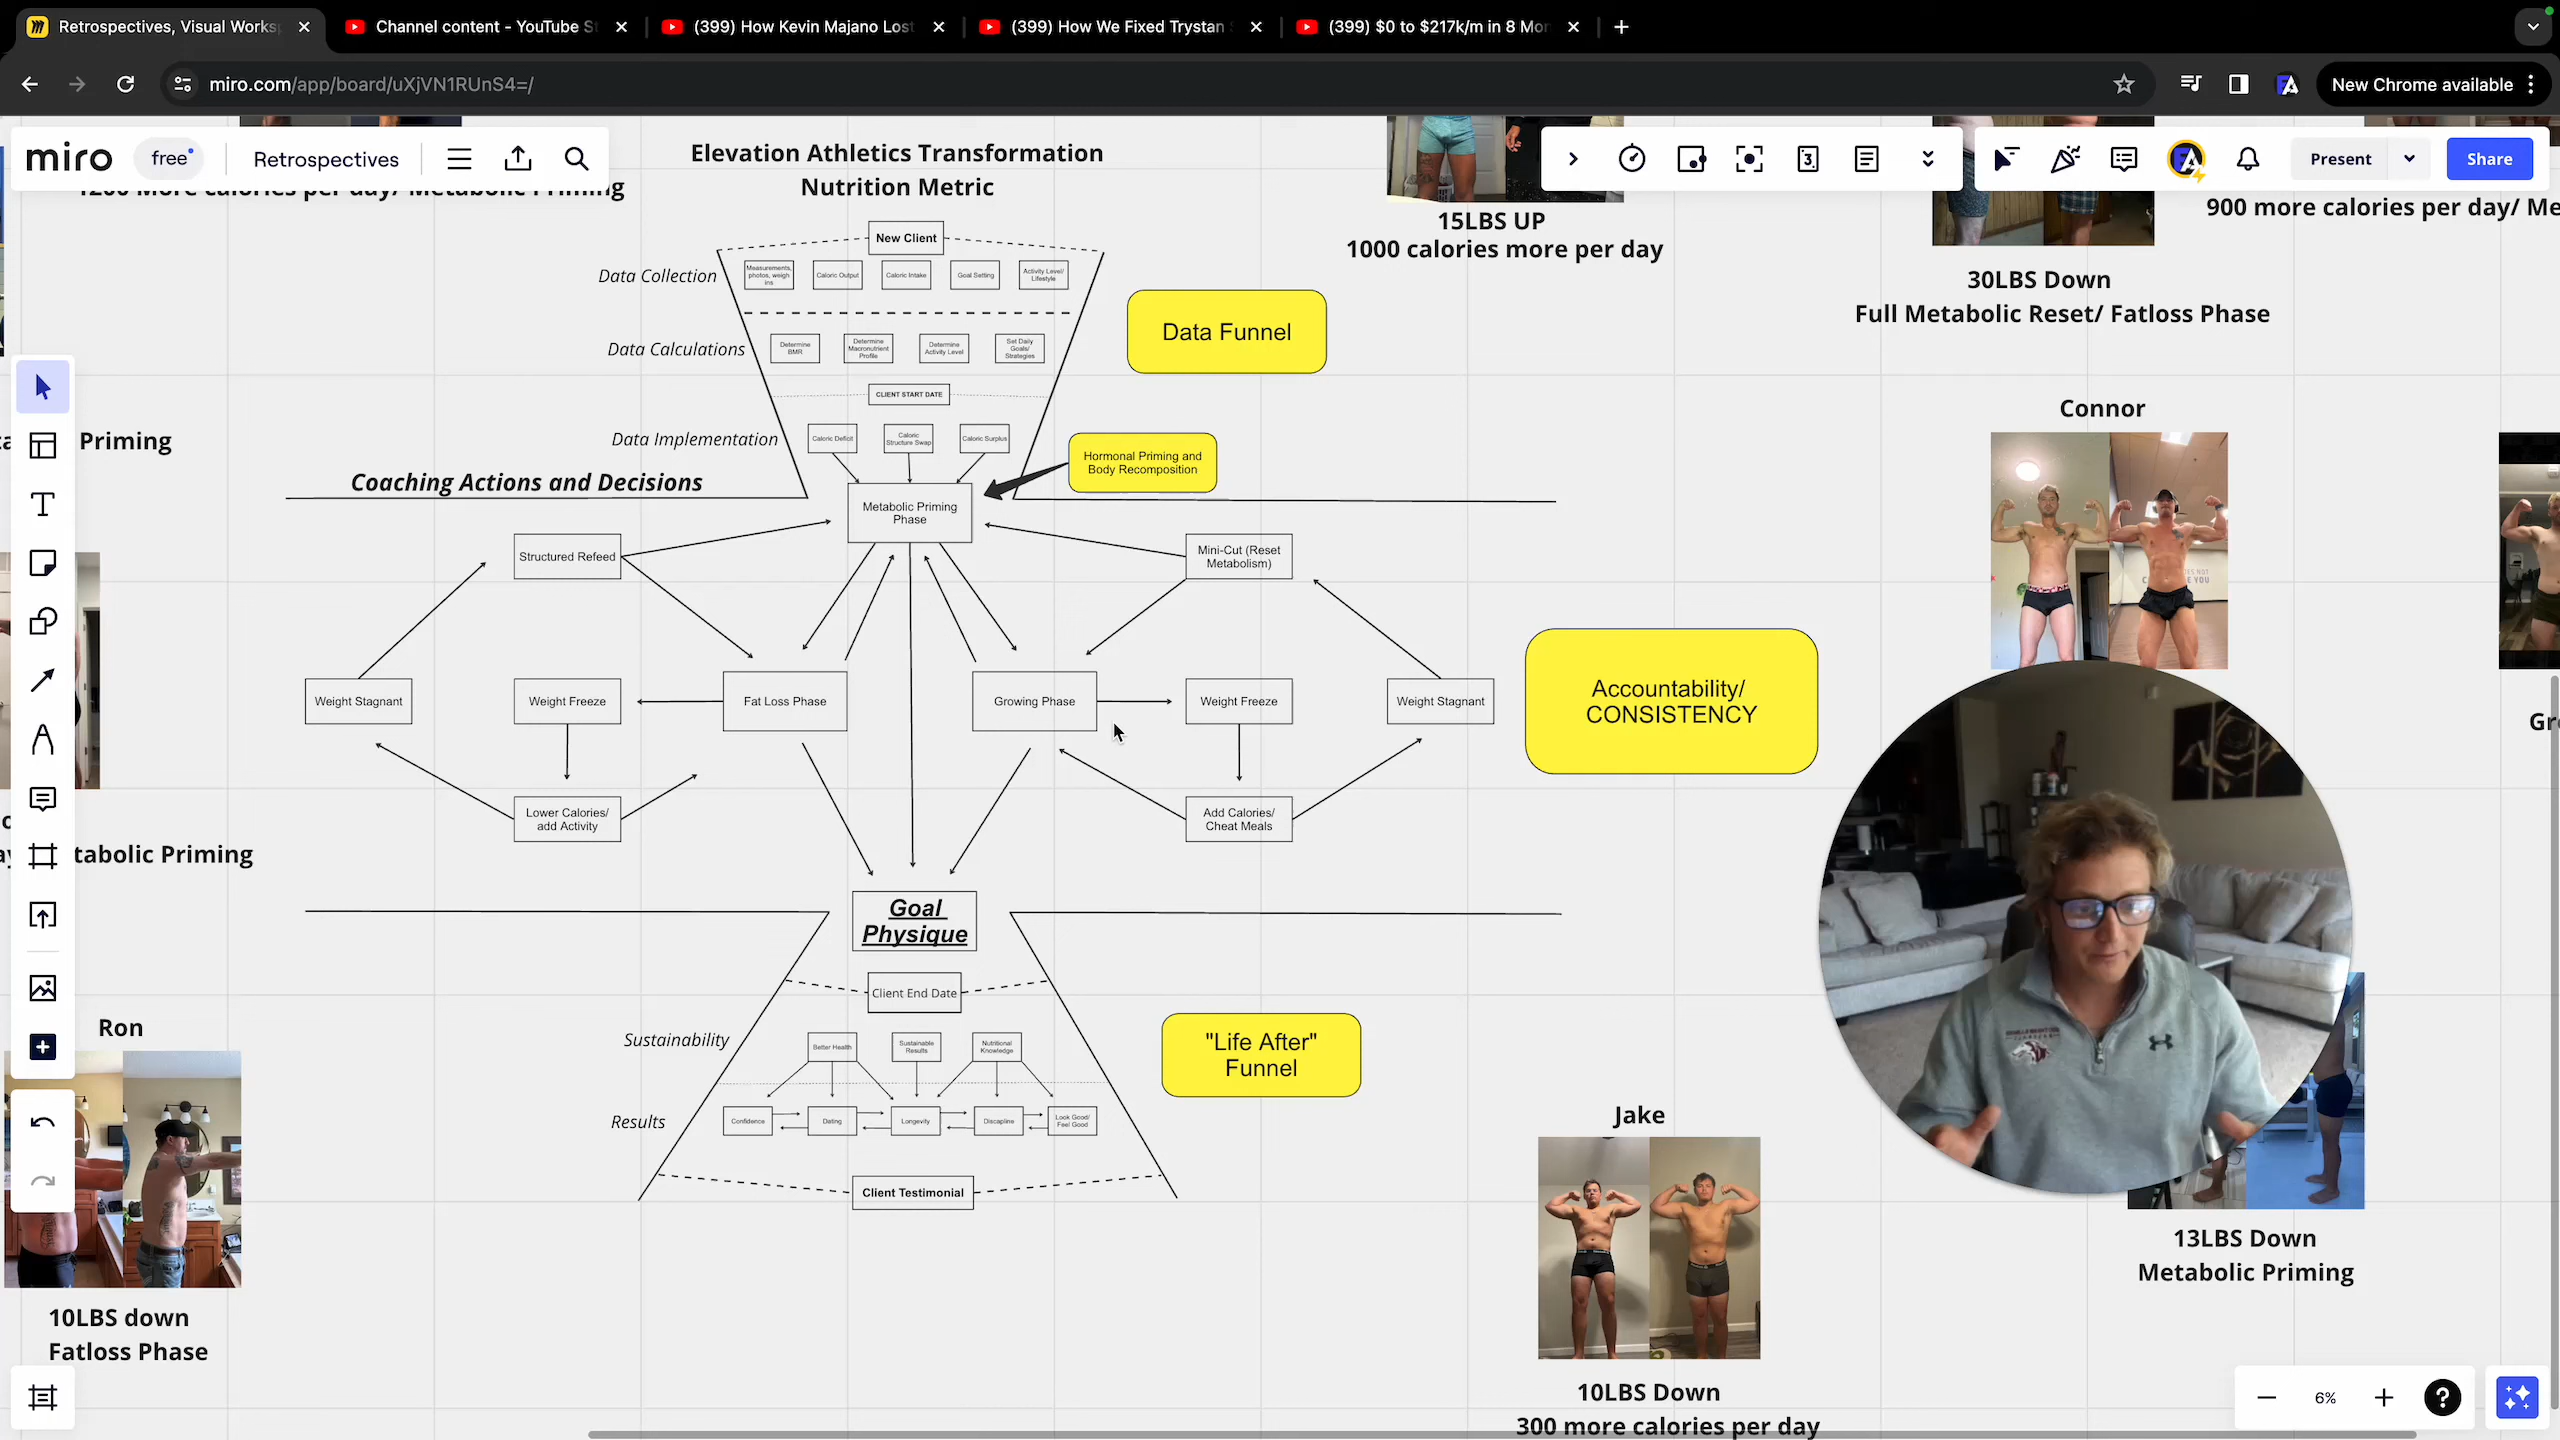 Retrospectives, Visual Works
Channel content - YouTube S
(399) How Kevin Majano Lost
(399) How We Fixed Trystan
(399) $0 to $217k/m in 8 Mon
miro.com/app/board/uXjVN1RUnS4=/
New Chrome available
miro
free
Retrospectives
Present
Share
1200 More calories per day/ Metabolic Priming
Elevation Athletics Transformation
Nutrition Metric
15LBS UP
1000 calories more per day
900 more calories per day/ Me
30LBS Down
Full Metabolic Reset/ Fatloss Phase
New Client
Data Collection
Measurements,
photos, weigh
ins
Caloric Output
Caloric Intake
Goal Setting
Activity Level/
Lifestyle
Data Funnel
Data Calculations
Determine
BMR
Determine
Macronutrient
Profile
Determine
Activity Level
Set Daily
Goals/
Strategies
CLIENT START DATE
Data Implementation
Caloric Deficit
Caloric
Structure Swap
Caloric Surplus
Hormonal Priming and
Body Recomposition
Connor
Priming
Coaching Actions and Decisions
Metabolic Priming
Phase
Structured Refeed
Mini-Cut (Reset
Metabolism)
Weight Stagnant
Weight Freeze
Fat Loss Phase
Growing Phase
Weight Freeze
Weight Stagnant
Accountability/
CONSISTENCY
Lower Calories/
add Activity
Add Calories/
Cheat Meals
tabolic Priming
Goal
Physique
Client End Date
Sustainability
Better Health
Sustainable
Results
Nutritional
Knowledge
"Life After"
Funnel
Ron
Results
Confidence
Dating
Longevity
Discipline
Look Good/
Feel Good
Client Testimonial
Jake
13LBS Down
Metabolic Priming
10LBS down
Fatloss Phase
10LBS Down
300 more calories per day
6%